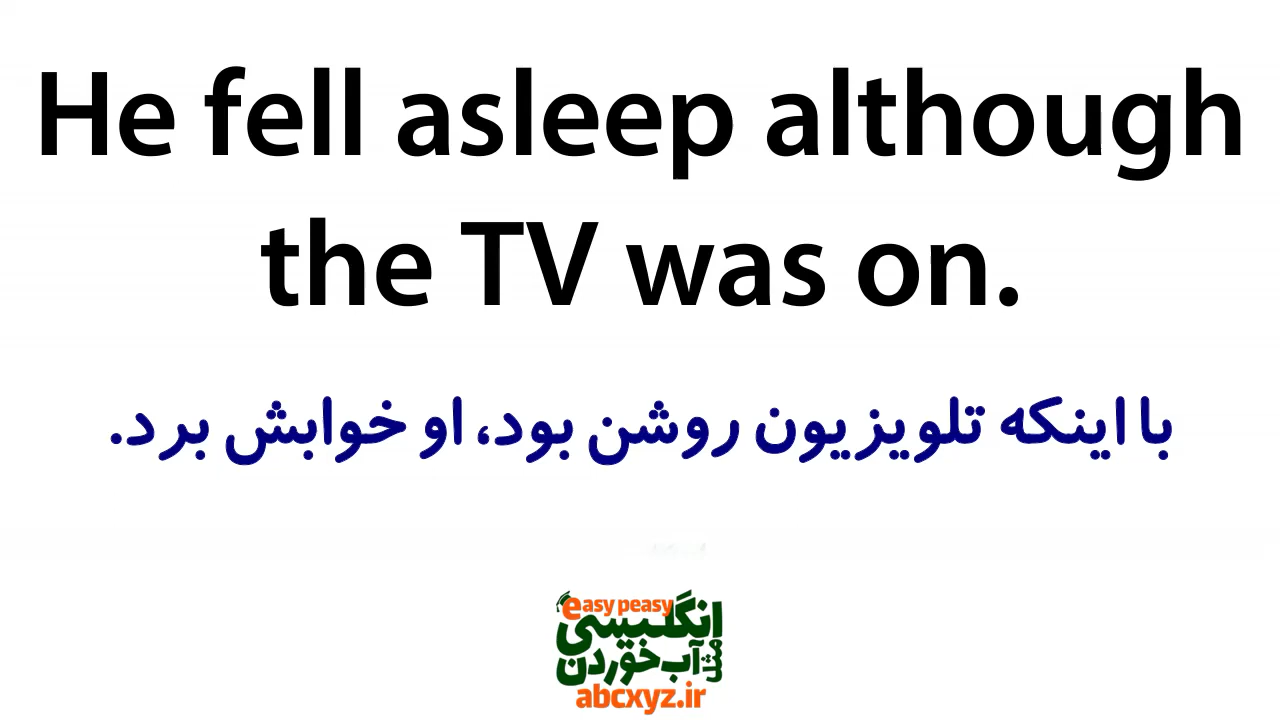 He fell asleep although
the TV was on.
با اینکه تلویزیون روشن بود، او خوابش برد.
easy peasy
انگلیسی
مثل آب خوردن
abcxyz.ir